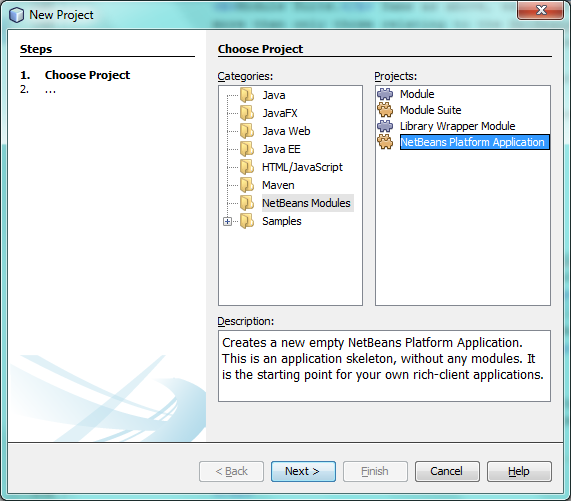 New Project
Steps
1. Choose Project
2. ...
Choose Project
Categories:
Java
JavaFX
Java Web
Java EE
HTML/JavaScript
Maven
NetBeans Modules
Samples
Projects:
Module
Module Suite
Library Wrapper Module
NetBeans Platform Application
Description:
Creates a new empty NetBeans Platform Application.
This is an application skeleton, without any modules. It
is the starting point for your own rich-client applications.
< Back
Next >
Finish
Cancel
Help